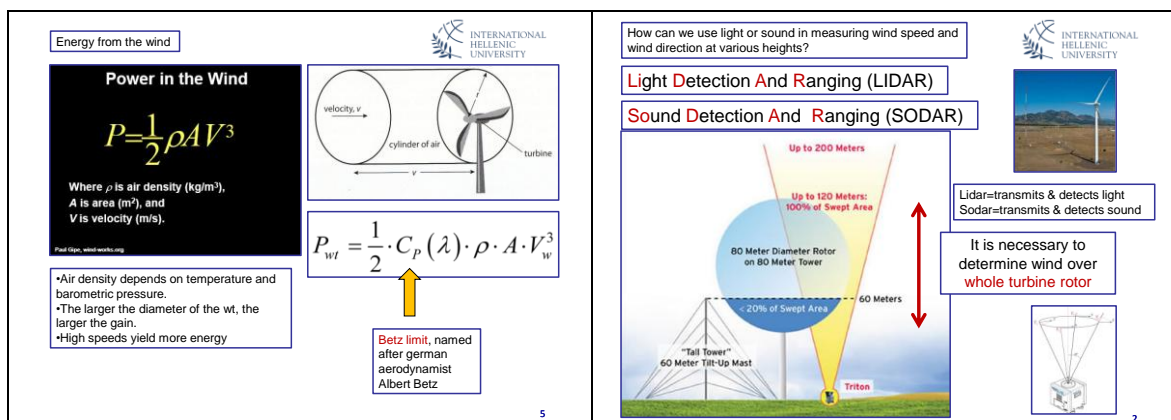 Energy from the wind
INTERNATIONAL
HELLENIC
UNIVERSITY
Power in the Wind
P=½ρAV³
Where ρ is air density (kg/m³),
A is area (m²), and
V is velocity (m/s).
Paul Gipe, wind-works.org
velocity, v
r
cylinder of air
turbine
v
P_wt = 1/2 · C_P (λ) · ρ · A · V_w³
•Air density depends on temperature and
barometric pressure.
•The larger the diameter of the wt, the
larger the gain.
•High speeds yield more energy
Betz limit, named
after german
aerodynamist
Albert Betz
5
How can we use light or sound in measuring wind speed and
wind direction at various heights?
INTERNATIONAL
HELLENIC
UNIVERSITY
Light Detection And Ranging (LIDAR)
Sound Detection And Ranging (SODAR)
Up to 200 Meters
Up to 120 Meters:
100% of Swept Area
80 Meter Diameter Rotor
on 80 Meter Tower
60 Meters
< 20% of Swept Area
"Tall Tower"
60 Meter Tilt-Up Mast
Triton
Lidar=transmits & detects light
Sodar=transmits & detects sound
It is necessary to
determine wind over
whole turbine rotor